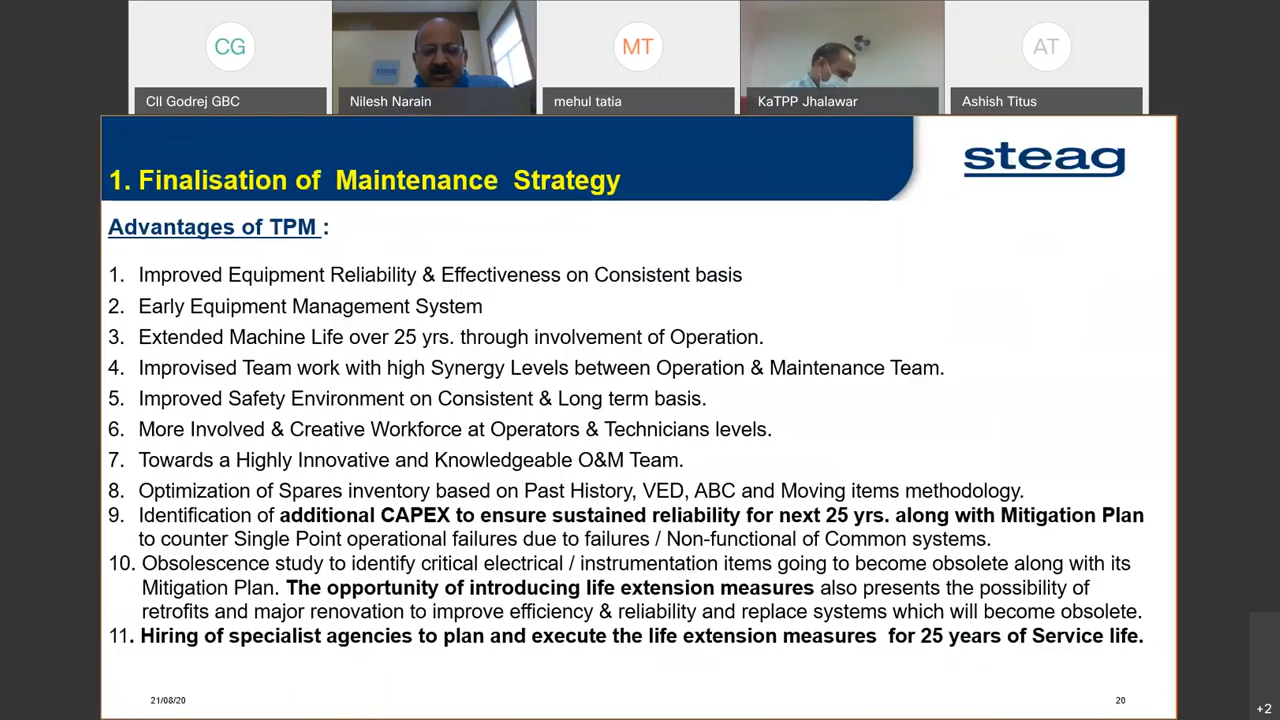 CG
MT
AT
steag
CII Godrej GBC
Nilesh Narain
mehul tatia
KaTPP Jhalawar
Ashish Titus
1. Finalisation of Maintenance Strategy
steag
Advantages of TPM :
1. Improved Equipment Reliability & Effectiveness on Consistent basis
2. Early Equipment Management System
3. Extended Machine Life over 25 yrs. through involvement of Operation.
4. Improvised Team work with high Synergy Levels between Operation & Maintenance Team.
5. Improved Safety Environment on Consistent & Long term basis.
6. More Involved & Creative Workforce at Operators & Technicians levels.
7. Towards a Highly Innovative and Knowledgeable O&M Team.
8. Optimization of Spares inventory based on Past History, VED, ABC and Moving items methodology.
9. Identification of additional CAPEX to ensure sustained reliability for next 25 yrs. along with Mitigation Plan
to counter Single Point operational failures due to failures / Non-functional of Common systems.
10. Obsolescence study to identify critical electrical / instrumentation items going to become obsolete along with its
Mitigation Plan. The opportunity of introducing life extension measures also presents the possibility of
retrofits and major renovation to improve efficiency & reliability and replace systems which will become obsolete.
11. Hiring of specialist agencies to plan and execute the life extension measures for 25 years of Service life.
21/08/20
20
+2